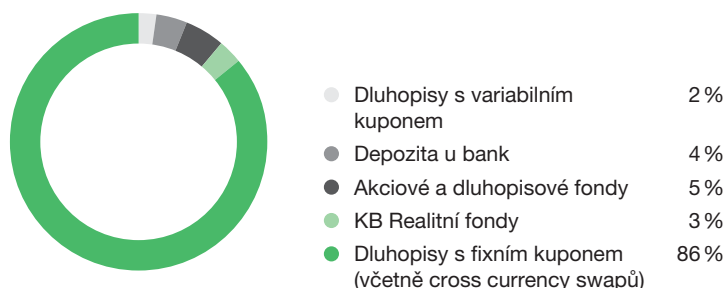 Dluhopisy s variabilním 2 %
kuponem
Depozita u bank 4 %
Akciové a dluhopisové fondy 5 %
KB Realitní fondy 3 %
Dluhopisy s fixním kuponem 86 %
(včetně cross currency swapů)